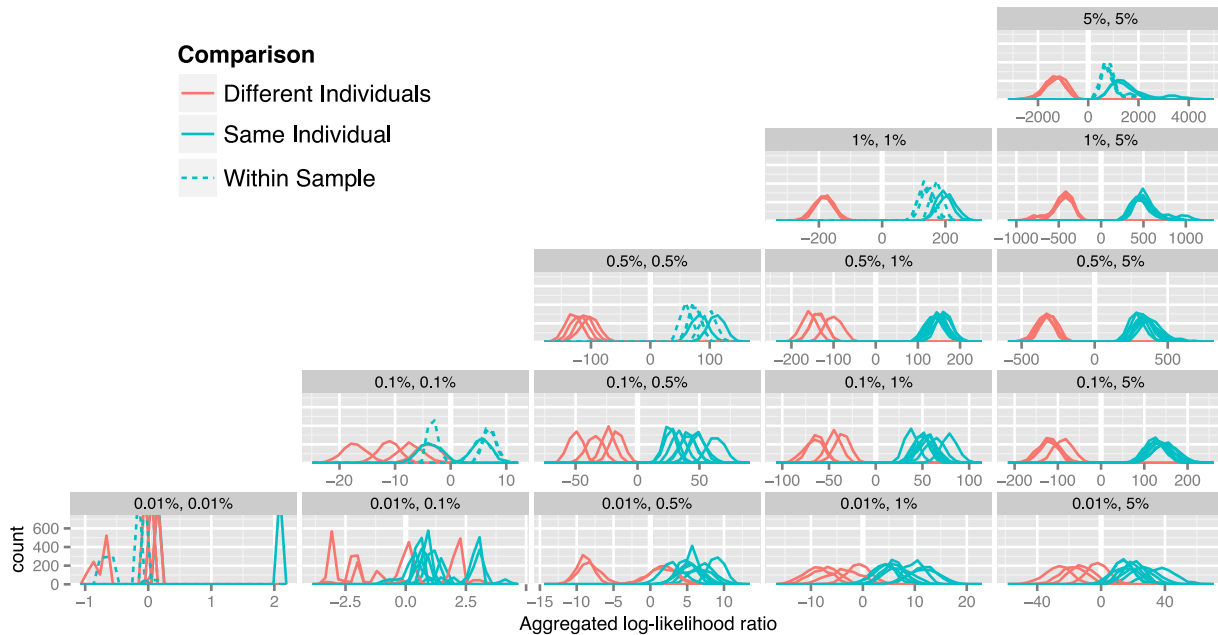 5%, 5%
Comparison
Different Individuals
Same Individual
Within Sample
−2000 0 2000 4000
1%, 1% 1%, 5%
−200 0 200 −1000 −500 0 500 1000
0.5%, 0.5% 0.5%, 1% 0.5%, 5%
−100 0 100 −200 −100 0 100 200 −500 0 500
0.1%, 0.1% 0.1%, 0.5% 0.1%, 1% 0.1%, 5%
−20 −10 0 10 −50 0 50 −100 −50 0 50 100 −200 −100 0 100 200
0.01%, 0.01% 0.01%, 0.1% 0.01%, 0.5% 0.01%, 1% 0.01%, 5%
count
600
400
200
0
−1 0 1 2 −2.5 0.0 2.5 −15 −10 −5 0 5 10 −10 0 10 20 −40 0 40
Aggregated log−likelihood ratio